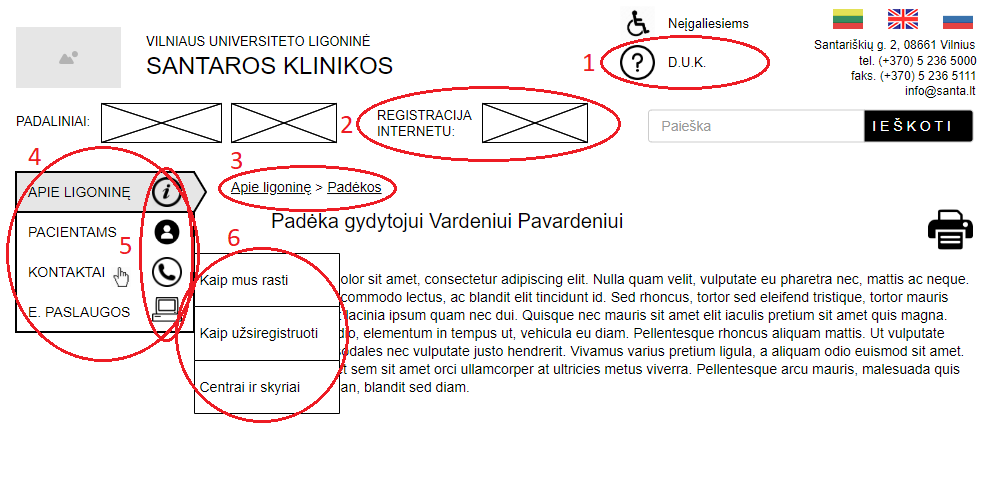 Neįgaliesiems
VILNIAUS UNIVERSITETO LIGONINĖ
SANTAROS KLINIKOS
1
?
D.U.K.
Santariškių g. 2, 08661 Vilnius
tel. (+370) 5 236 5000
faks. (+370) 5 236 5111
info@santa.lt
PADALINIAI:
2
REGISTRACIJA
INTERNETU:
Paieška
IEŠKOTI
4
3
APIE LIGONINĘ
i
Apie ligoninę > Padėkos
Padėka gydytojui Vardeniui Pavardeniui
PACIENTAMS
5
6
KONTAKTAI
E. PASLAUGOS
Kaip mus rasti
Kaip užsiregistruoti
Centrai ir skyriai
olor sit amet, consectetur adipiscing elit. Nulla quam velit, vulputate eu pharetra nec, mattis ac neque.
commodo lectus, ac blandit elit tincidunt id. Sed rhoncus, tortor sed eleifend tristique, tortor mauris
lacinia ipsum quam nec dui. Quisque nec mauris sit amet elit iaculis pretium sit amet quis magna.
dio, elementum in tempus ut, vehicula eu diam. Pellentesque rhoncus aliquam mattis. Ut vulputate
sodales nec vulputate justo hendrerit. Vivamus varius pretium ligula, a aliquam odio euismod sit amet.
t sem sit amet orci ullamcorper at ultricies metus viverra. Pellentesque arcu mauris, malesuada quis
an, blandit sed diam.